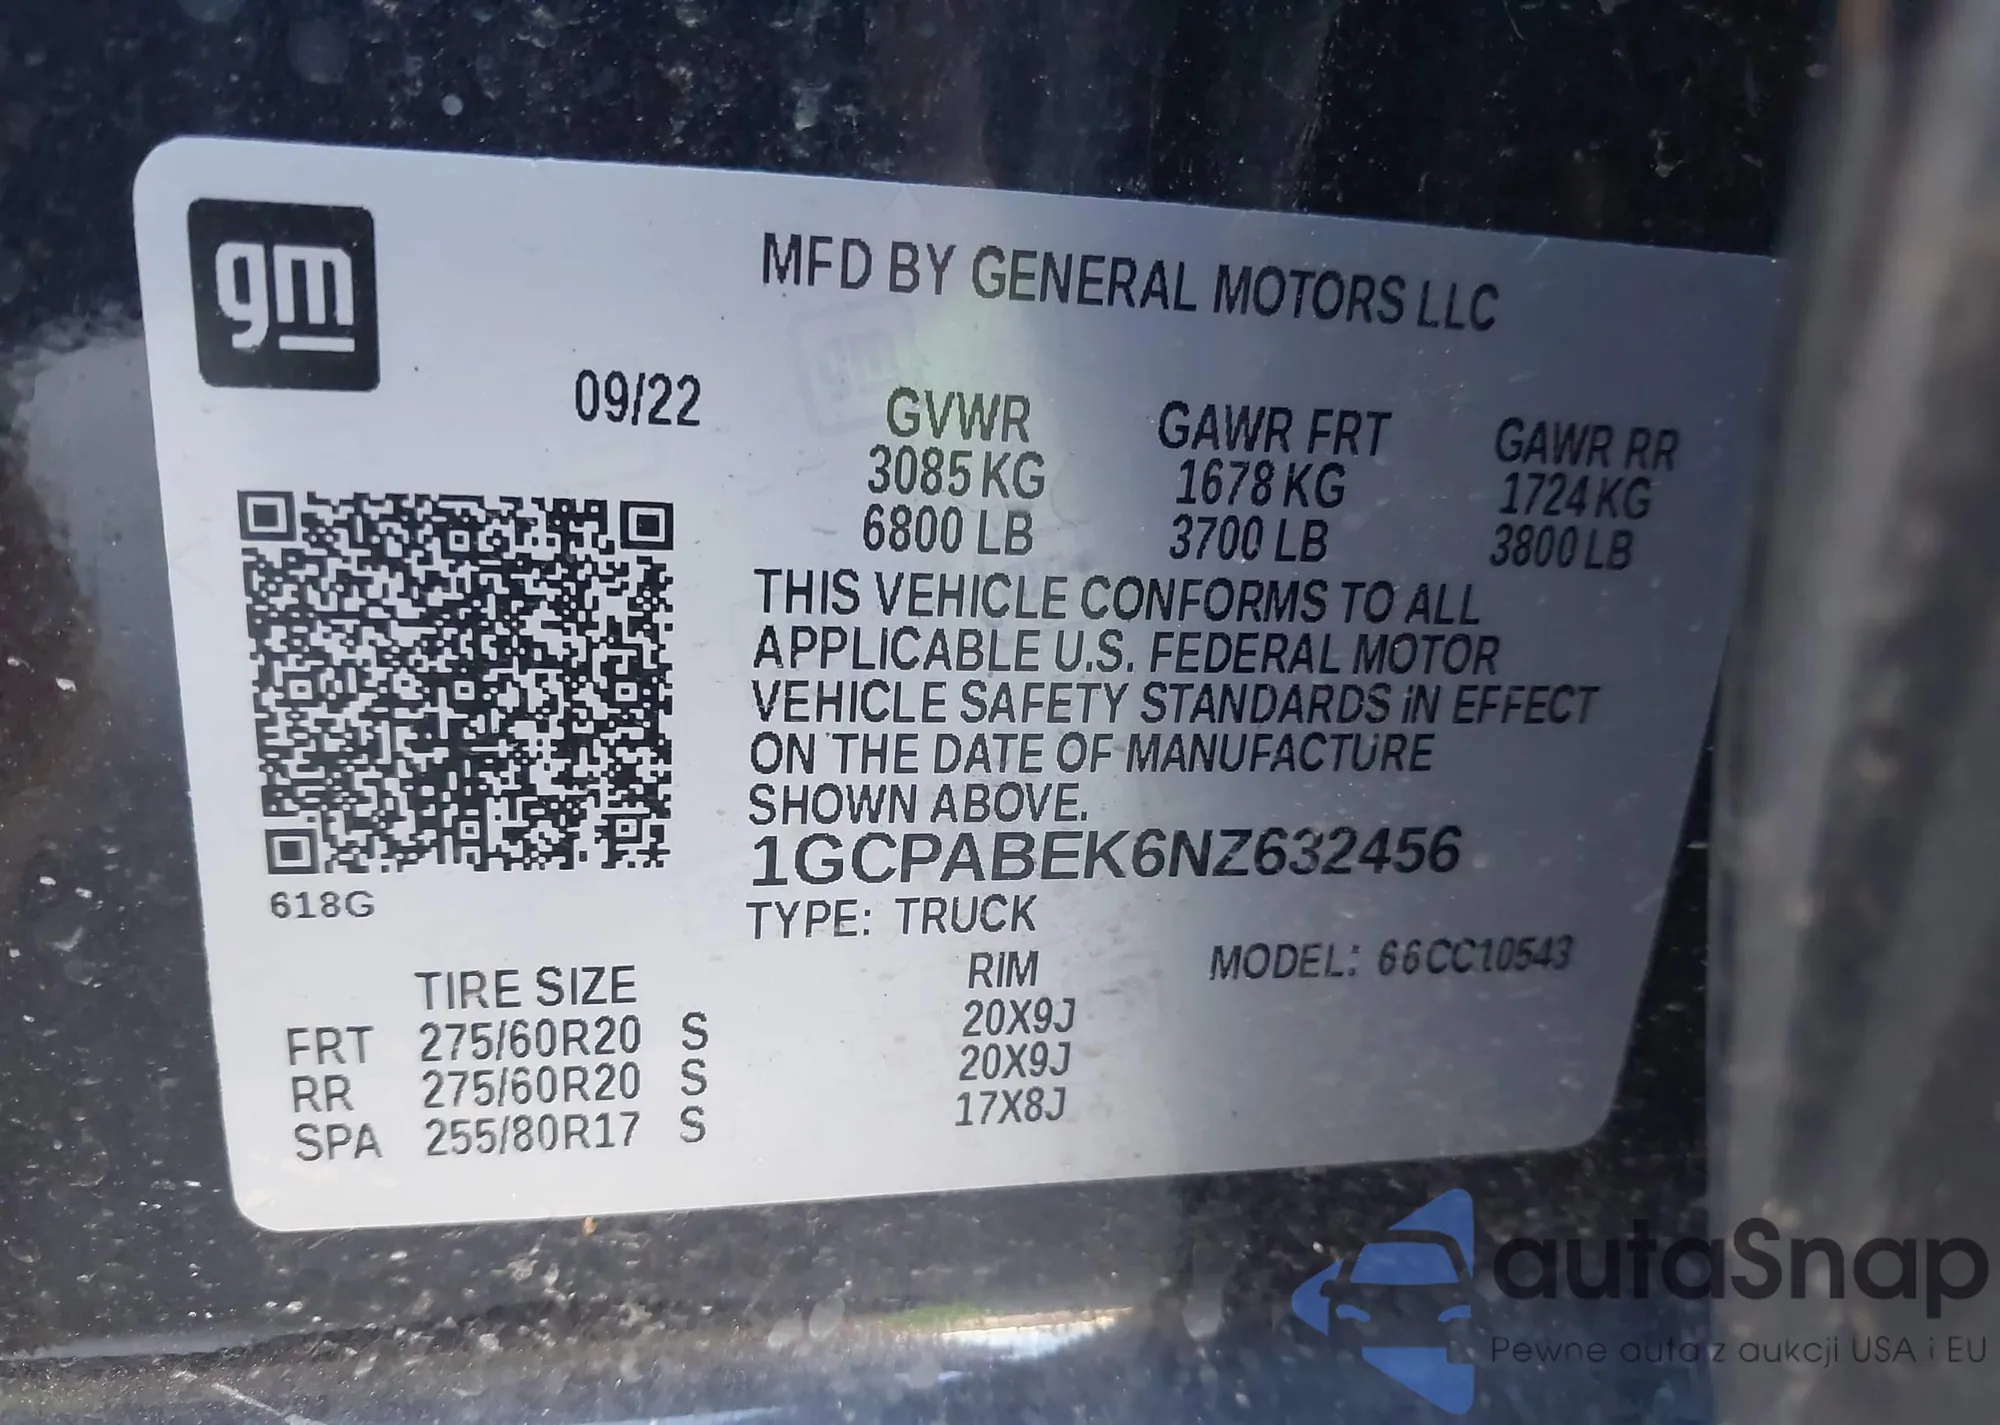 gm
MFD BY GENERAL MOTORS LLC
09/22
GVWR GAWR FRT GAWR RR
3085 KG 1678 KG 1724 KG
6800 LB 3700 LB 3800 LB
THIS VEHICLE CONFORMS TO ALL
APPLICABLE U.S. FEDERAL MOTOR
VEHICLE SAFETY STANDARDS IN EFFECT
ON THE DATE OF MANUFACTURE
SHOWN ABOVE.
1GCPABEK6NZ632456
618G
TYPE: TRUCK
MODEL: 66CC10543
TIRE SIZE RIM
FRT 275/60R20 S 20X9J
RR 275/60R20 S 20X9J
SPA 255/80R17 S 17X8J
autaSnap
Pewne auta z aukcji USA i EU